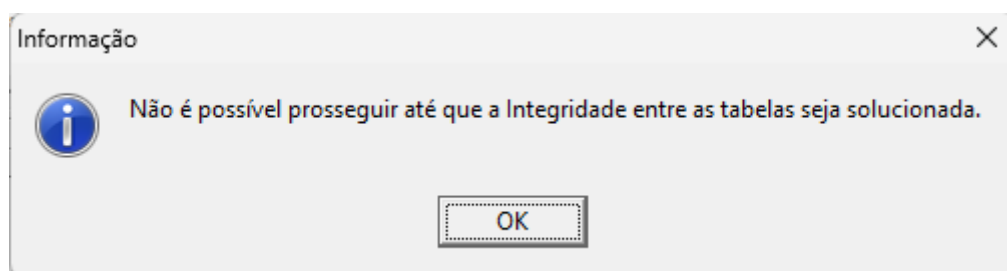 Informação
Não é possível prosseguir até que a Integridade entre as tabelas seja solucionada.
OK